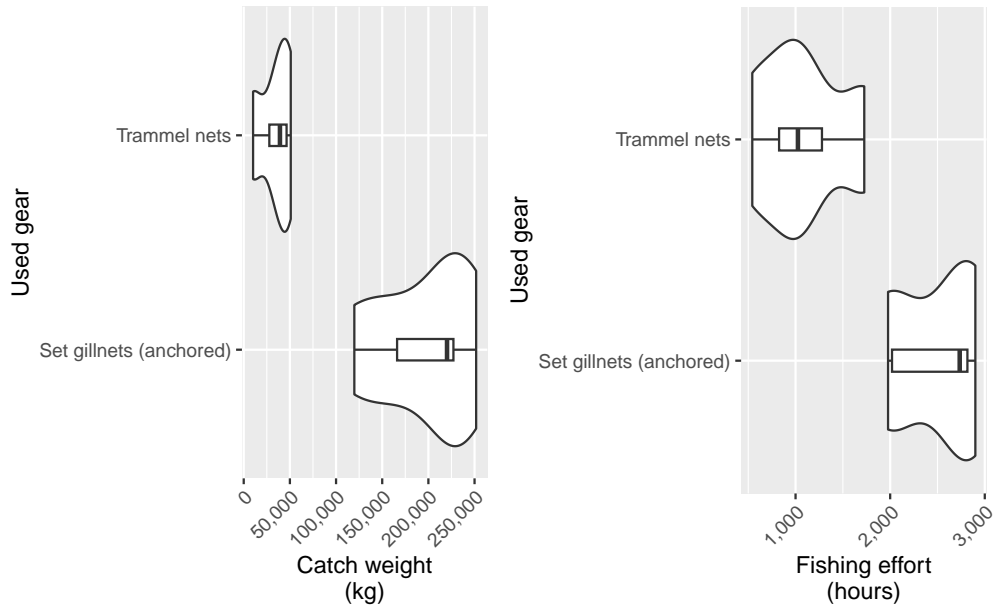 Used gear
Trammel nets
Set gillnets (anchored)
0
50,000
100,000
150,000
200,000
250,000
Catch weight
(kg)
Used gear
Trammel nets
Set gillnets (anchored)
1,000
2,000
3,000
Fishing effort
(hours)